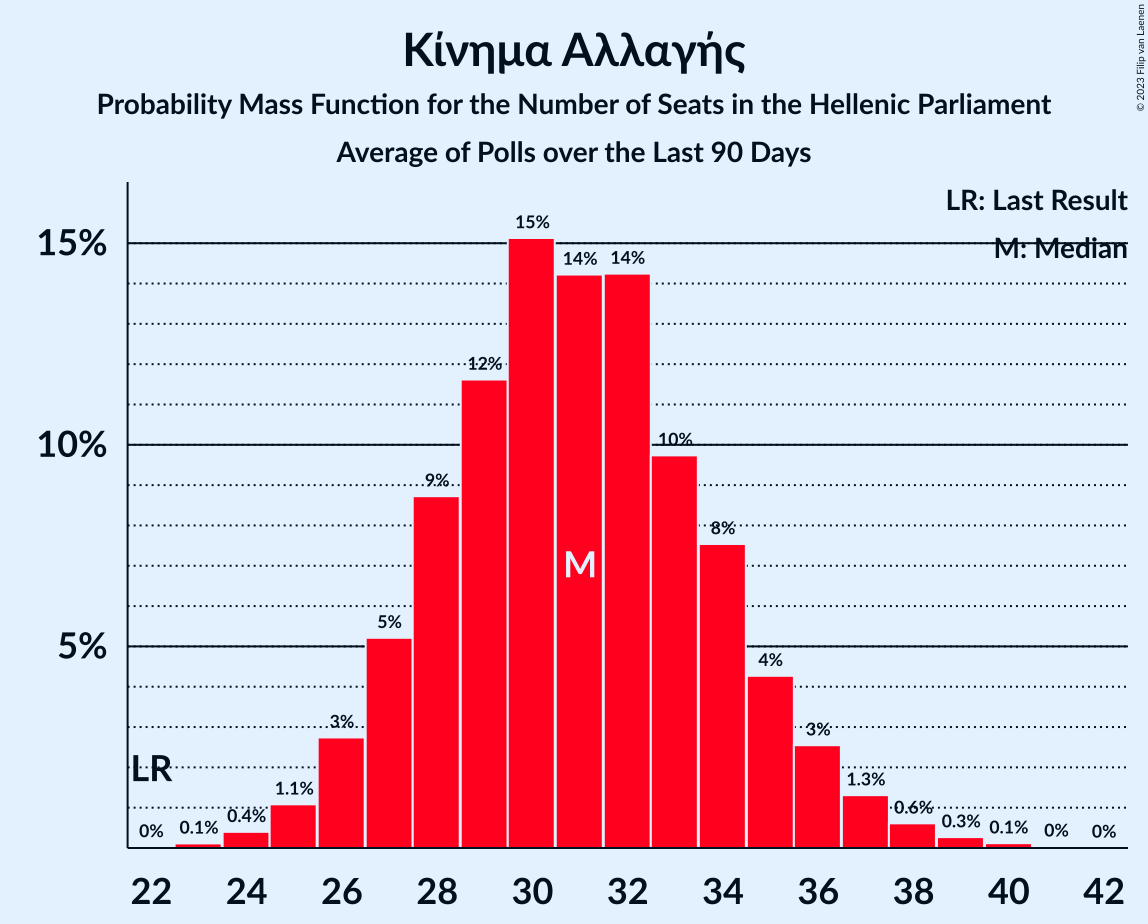 Κίνημα Αλλαγής
Probability Mass Function for the Number of Seats in the Hellenic Parliament
Average of Polls over the Last 90 Days
© 2023 Filip van Laenen
LR: Last Result
M: Median
15%
10%
5%
0%
0.1%
0.4%
1.1%
3%
5%
9%
12%
15%
14%
14%
10%
8%
4%
3%
1.3%
0.6%
0.3%
0.1%
0%
0%
LR
M
22 24 26 28 30 32 34 36 38 40 42